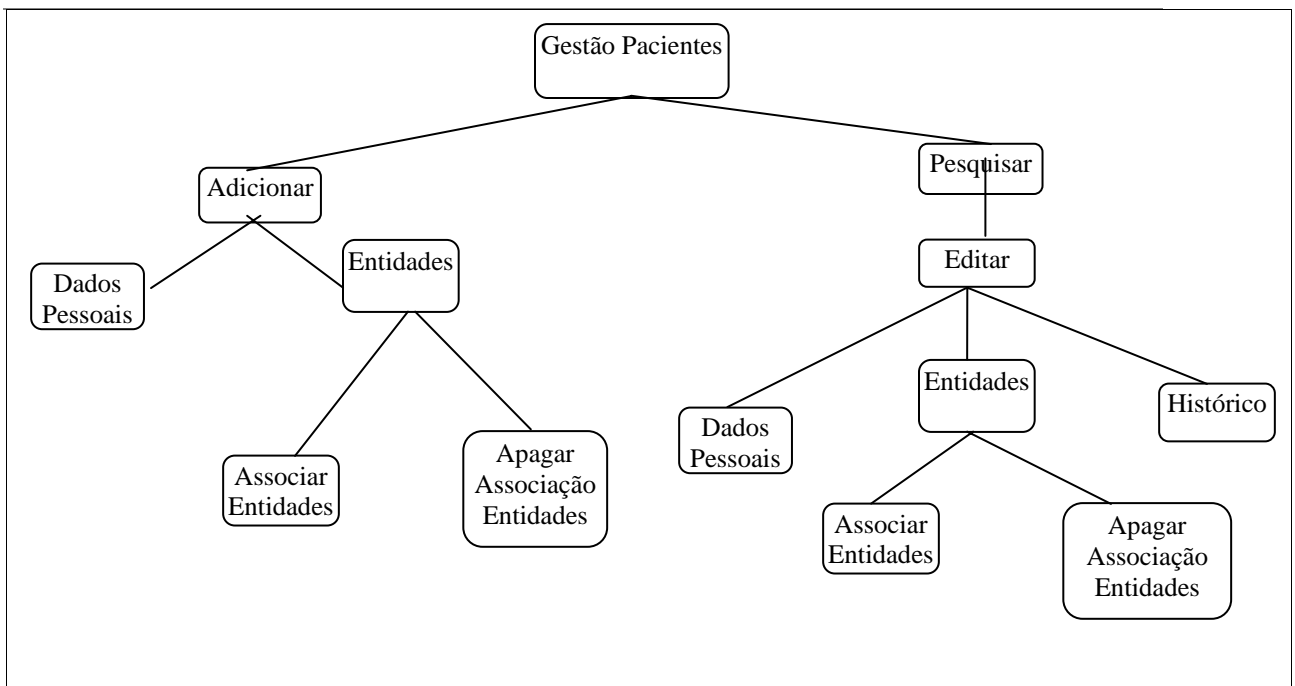 Gestão Pacientes
Adicionar
Pesquisar
Dados
Pessoais
Entidades
Editar
Associar
Entidades
Apagar
Associação
Entidades
Dados
Pessoais
Entidades
Histórico
Associar
Entidades
Apagar
Associação
Entidades